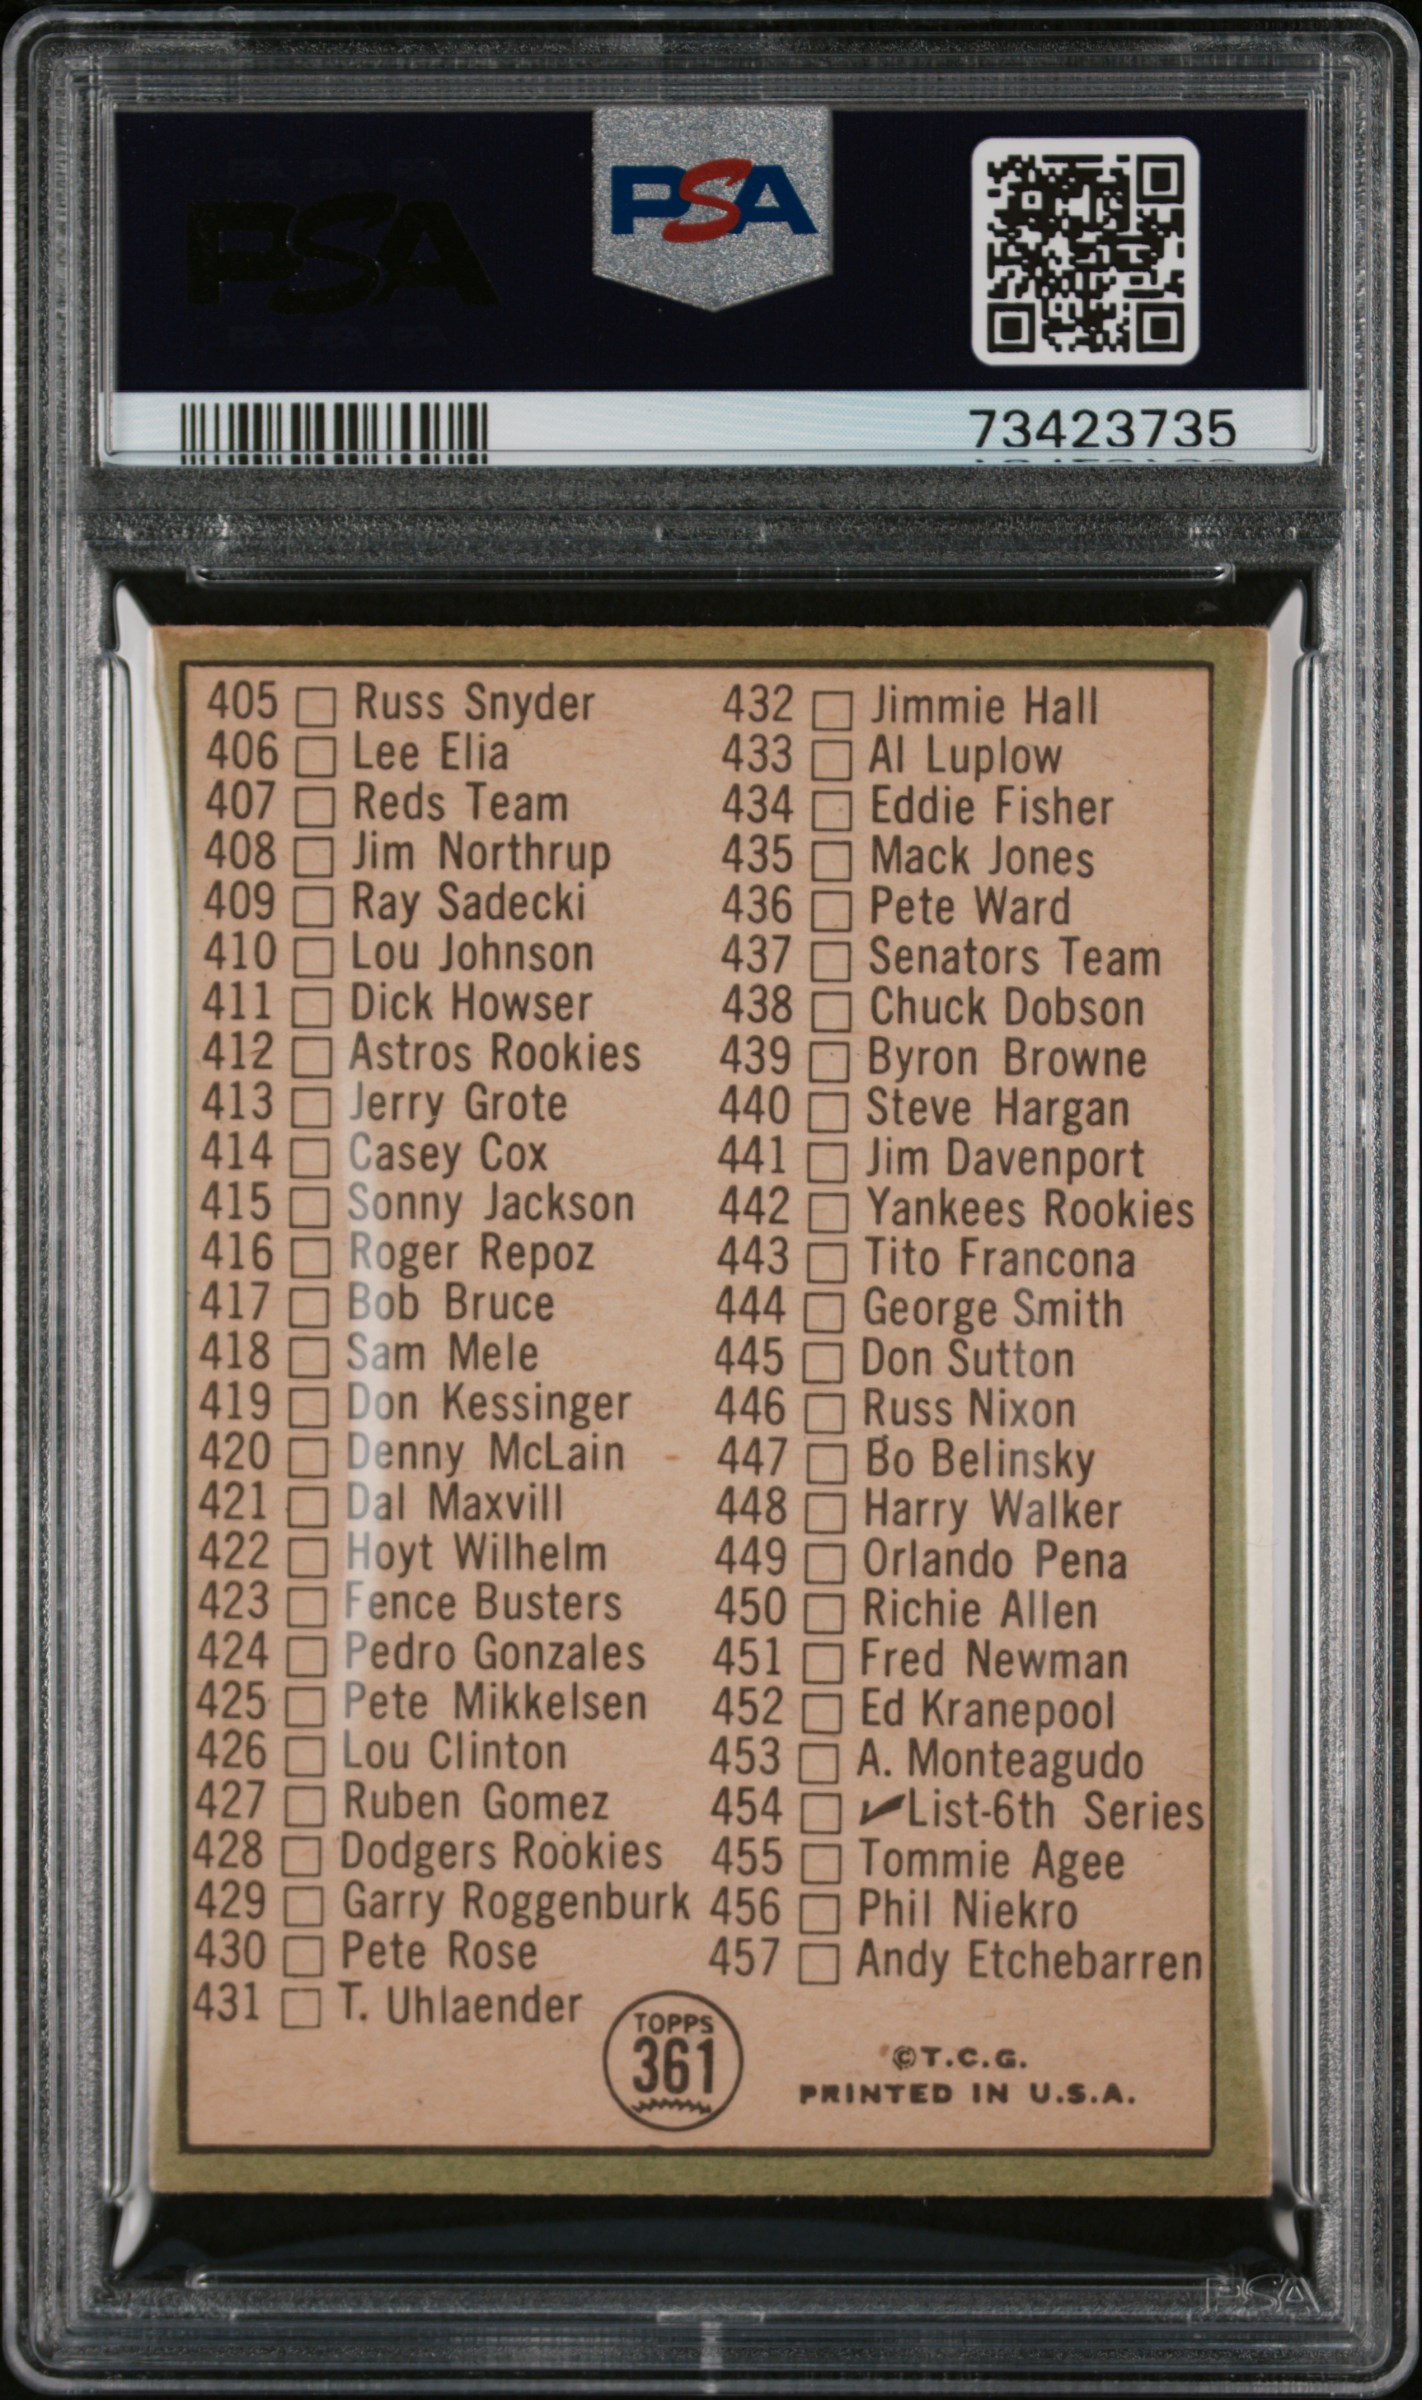 PSA
PSA
73423735
405 Russ Snyder
406 Lee Elia
407 Reds Team
408 Jim Northrup
409 Ray Sadecki
410 Lou Johnson
411 Dick Howser
412 Astros Rookies
413 Jerry Grote
414 Casey Cox
415 Sonny Jackson
416 Roger Repoz
417 Bob Bruce
418 Sam Mele
419 Don Kessinger
420 Denny McLain
421 Dal Maxvill
422 Hoyt Wilhelm
423 Fence Busters
424 Pedro Gonzales
425 Pete Mikkelsen
426 Lou Clinton
427 Ruben Gomez
428 Dodgers Rookies
429 Garry Roggenburk
430 Pete Rose
431 T. Uhlaender
432 Jimmie Hall
433 Al Luplow
434 Eddie Fisher
435 Mack Jones
436 Pete Ward
437 Senators Team
438 Chuck Dobson
439 Byron Browne
440 Steve Hargan
441 Jim Davenport
442 Yankees Rookies
443 Tito Francona
444 George Smith
445 Don Sutton
446 Russ Nixon
447 Bo Belinsky
448 Harry Walker
449 Orlando Pena
450 Richie Allen
451 Fred Newman
452 Ed Kranepool
453 A. Monteagudo
454 ✔List-6th Series
455 Tommie Agee
456 Phil Niekro
457 Andy Etchebarren
TOPPS
361
©T.C.G.
PRINTED IN U.S.A.
PSA